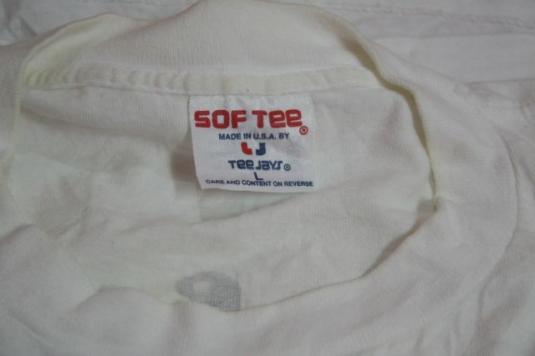 SOF TEE®
MADE IN U.S.A. BY
TEE JAYS®
L
CARE AND CONTENT ON REVERSE